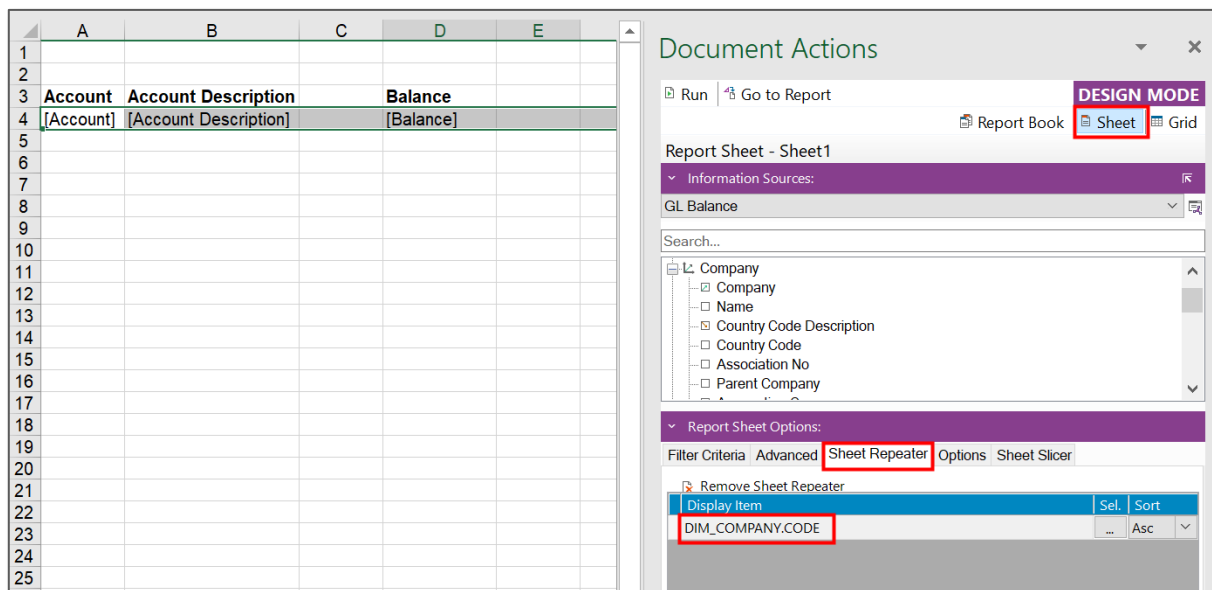 A B C D E
1
2
3 Account Account Description Balance
4 [Account] [Account Description] [Balance]
5
6
7
8
9
10
11
12
13
14
15
16
17
18
19
20
21
22
23
24
25
Document Actions
Run Go to Report DESIGN MODE
Report Book Sheet Grid
Report Sheet - Sheet1
Information Sources:
GL Balance
Search...
Company
Company
Name
Country Code Description
Country Code
Association No
Parent Company
Report Sheet Options:
Filter Criteria Advanced Sheet Repeater Options Sheet Slicer
Remove Sheet Repeater
Display Item Sel. Sort
DIM_COMPANY.CODE ... Asc